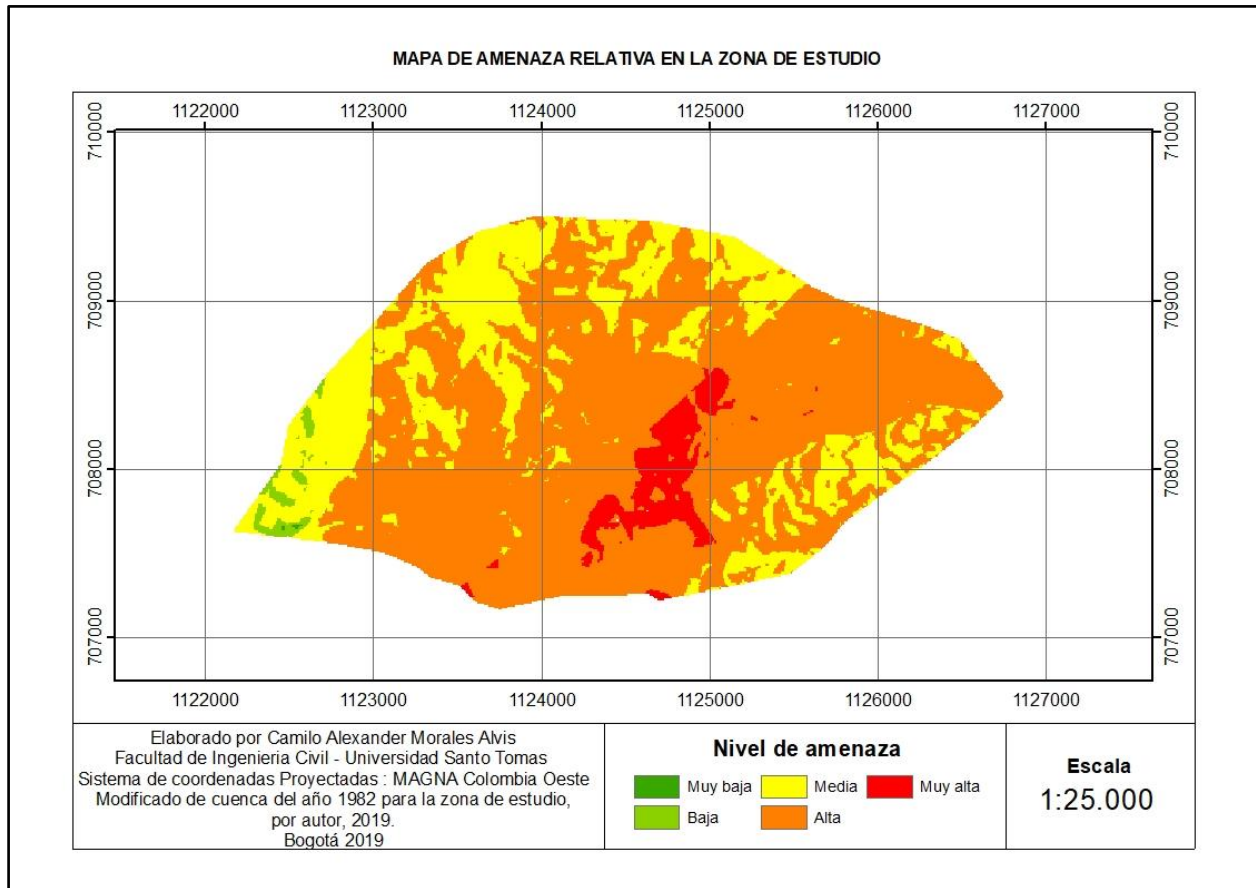 MAPA DE AMENAZA RELATIVA EN LA ZONA DE ESTUDIO
1122000 1123000 1124000 1125000 1126000 1127000
710000 710000
709000 709000
708000 708000
707000 707000
1122000 1123000 1124000 1125000 1126000 1127000
Elaborado por Camilo Alexander Morales Alvis
Facultad de Ingenieria Civil - Universidad Santo Tomas
Sistema de coordenadas Proyectadas : MAGNA Colombia Oeste
Modificado de cuenca del año 1982 para la zona de estudio,
por autor, 2019.
Bogotá 2019
Nivel de amenaza
Muy baja Media Muy alta
Baja Alta
Escala
1:25.000